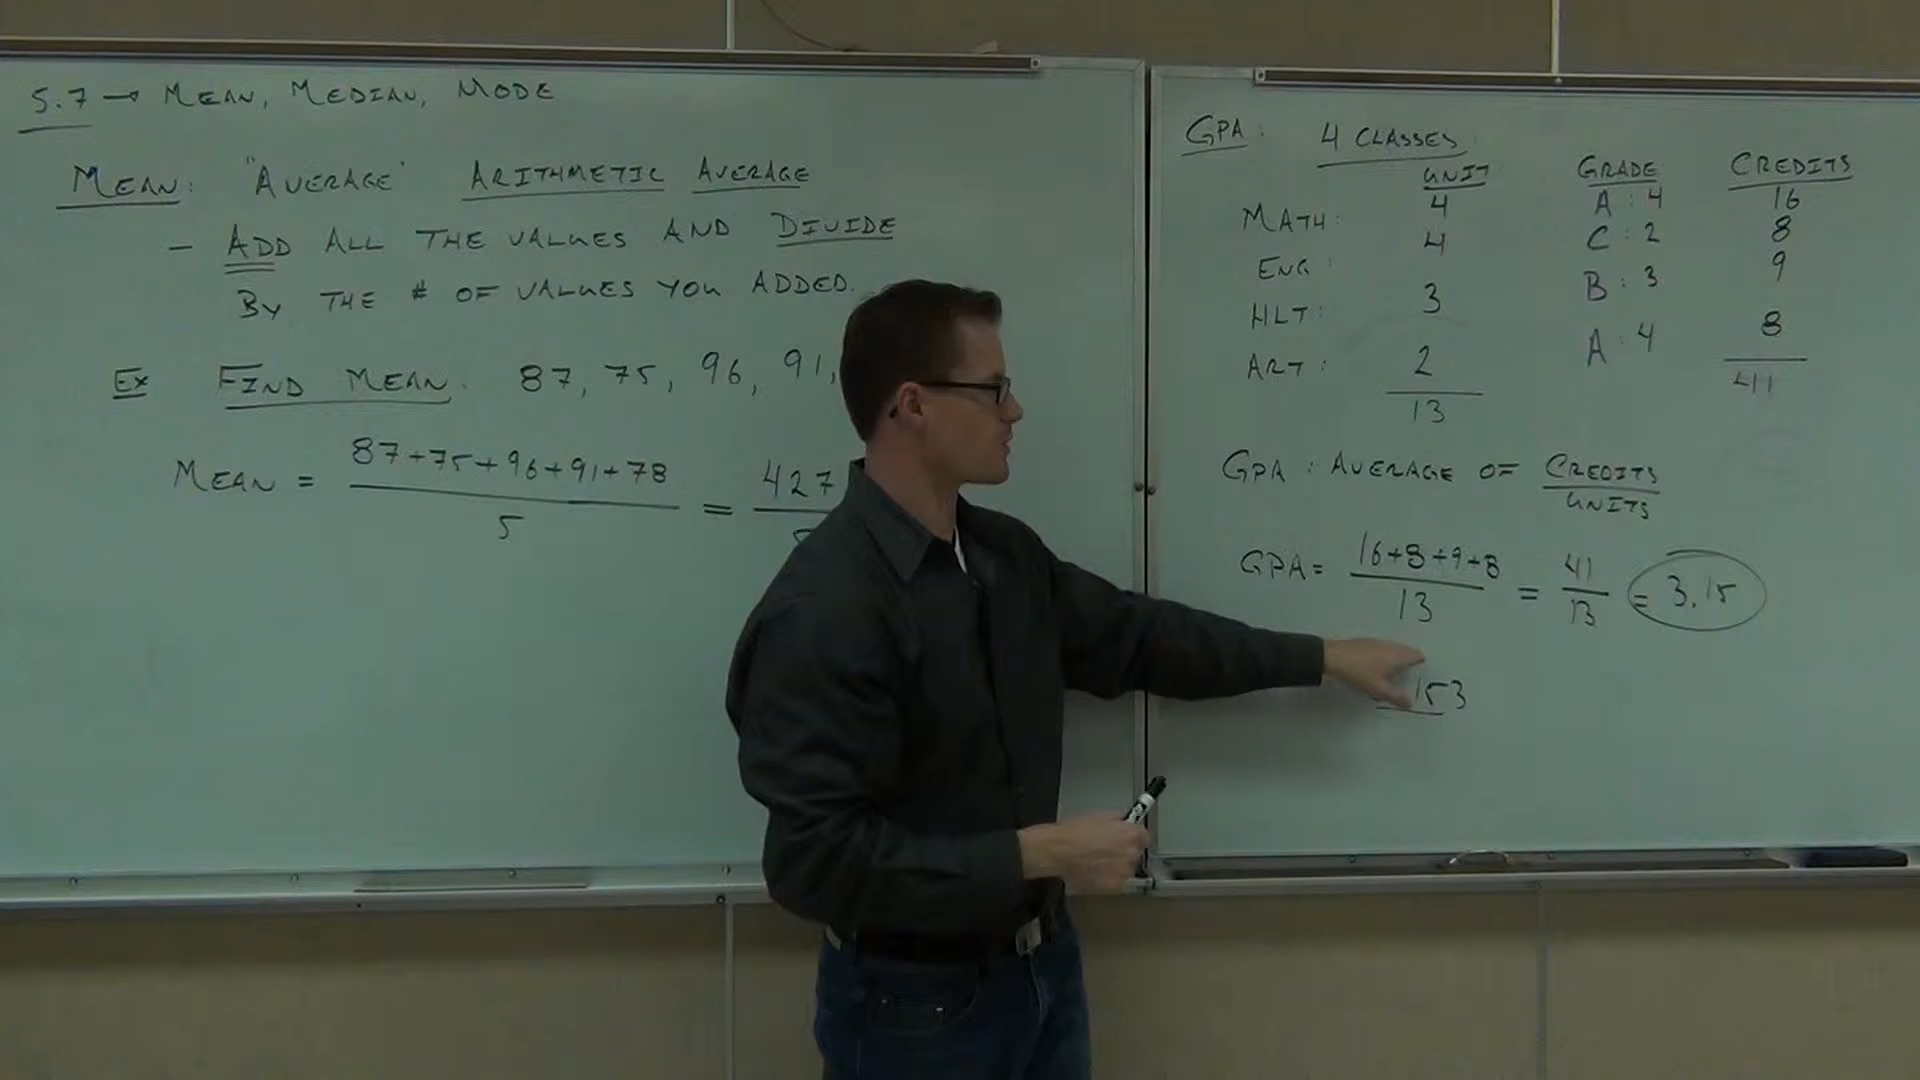 5.7 → MEAN, MEDIAN, MODE
MEAN: "AVERAGE" ARITHMETIC AVERAGE
- ADD ALL THE VALUES AND DIVIDE
BY THE # OF VALUES YOU ADDED.
EX FIND MEAN: 87, 75, 96, 91,
MEAN = 87+75+96+91+78 / 5 = 427
GPA: 4 CLASSES
UNIT GRADE CREDITS
MATH: 4 A: 4 16
ENG: 4 C: 2 8
HLT: 3 B: 3 9
ART: 2 A: 4 8
13 41
GPA: AVERAGE OF CREDITS / UNITS
GPA = 16+8+9+8 / 13 = 41 / 13 = 3.15
153